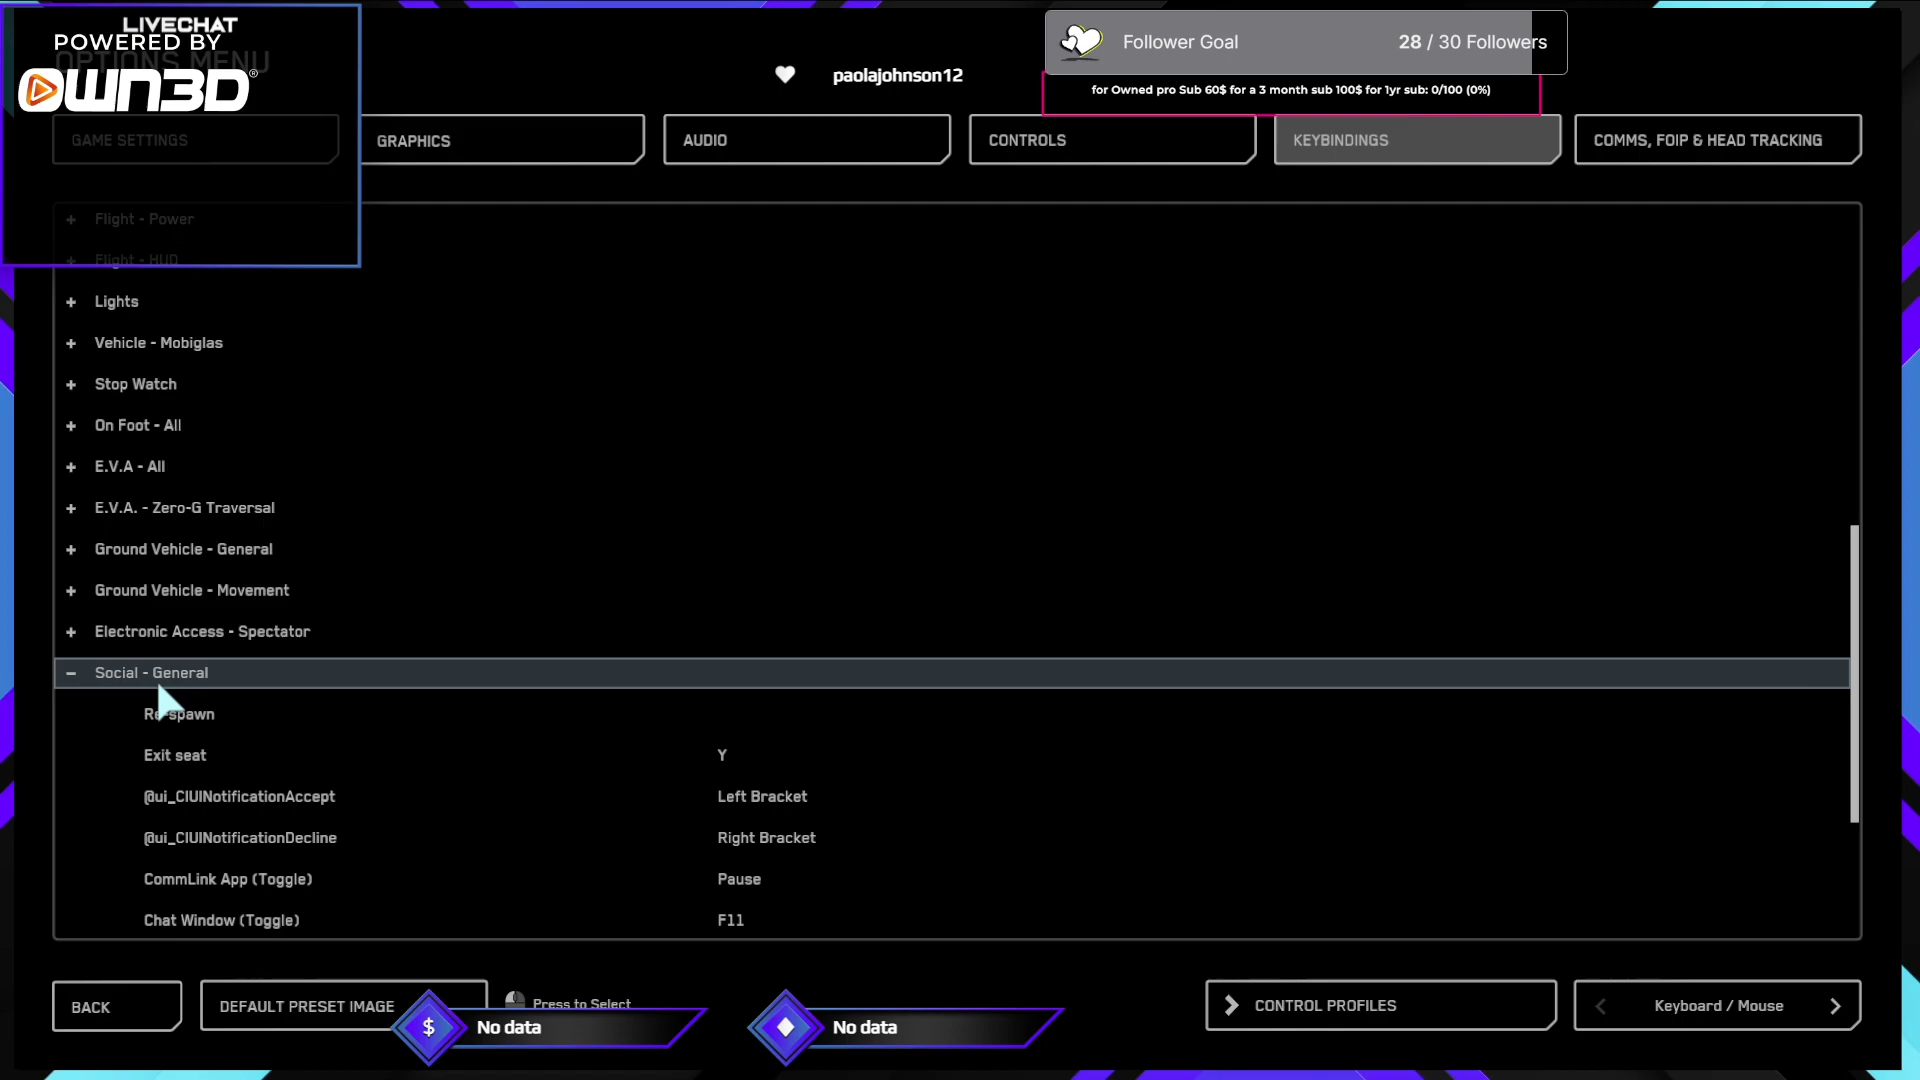 LIVECHAT
POWERED BY
OPTIONS MENU
OWN3D®
paolajohnson12
Follower Goal 28 / 30 Followers
for Owned pro Sub 60$ for a 3 month sub 100$ for 1yr sub: 0/100 (0%)
GAME SETTINGS GRAPHICS AUDIO CONTROLS KEYBINDINGS COMMS, FOIP & HEAD TRACKING
+ Flight - Power
+ Flight - HUD
+ Lights
+ Vehicle - Mobiglas
+ Stop Watch
+ On Foot - All
+ E.V.A - All
+ E.V.A. - Zero-G Traversal
+ Ground Vehicle - General
+ Ground Vehicle - Movement
+ Electronic Access - Spectator
- Social - General
Re-spawn
Exit seat Y
@ui_CIUINotificationAccept Left Bracket
@ui_CIUINotificationDecline Right Bracket
CommLink App (Toggle) Pause
Chat Window (Toggle) F11
BACK DEFAULT PRESET IMAGE Press to Select CONTROL PROFILES Keyboard / Mouse
$ No data No data